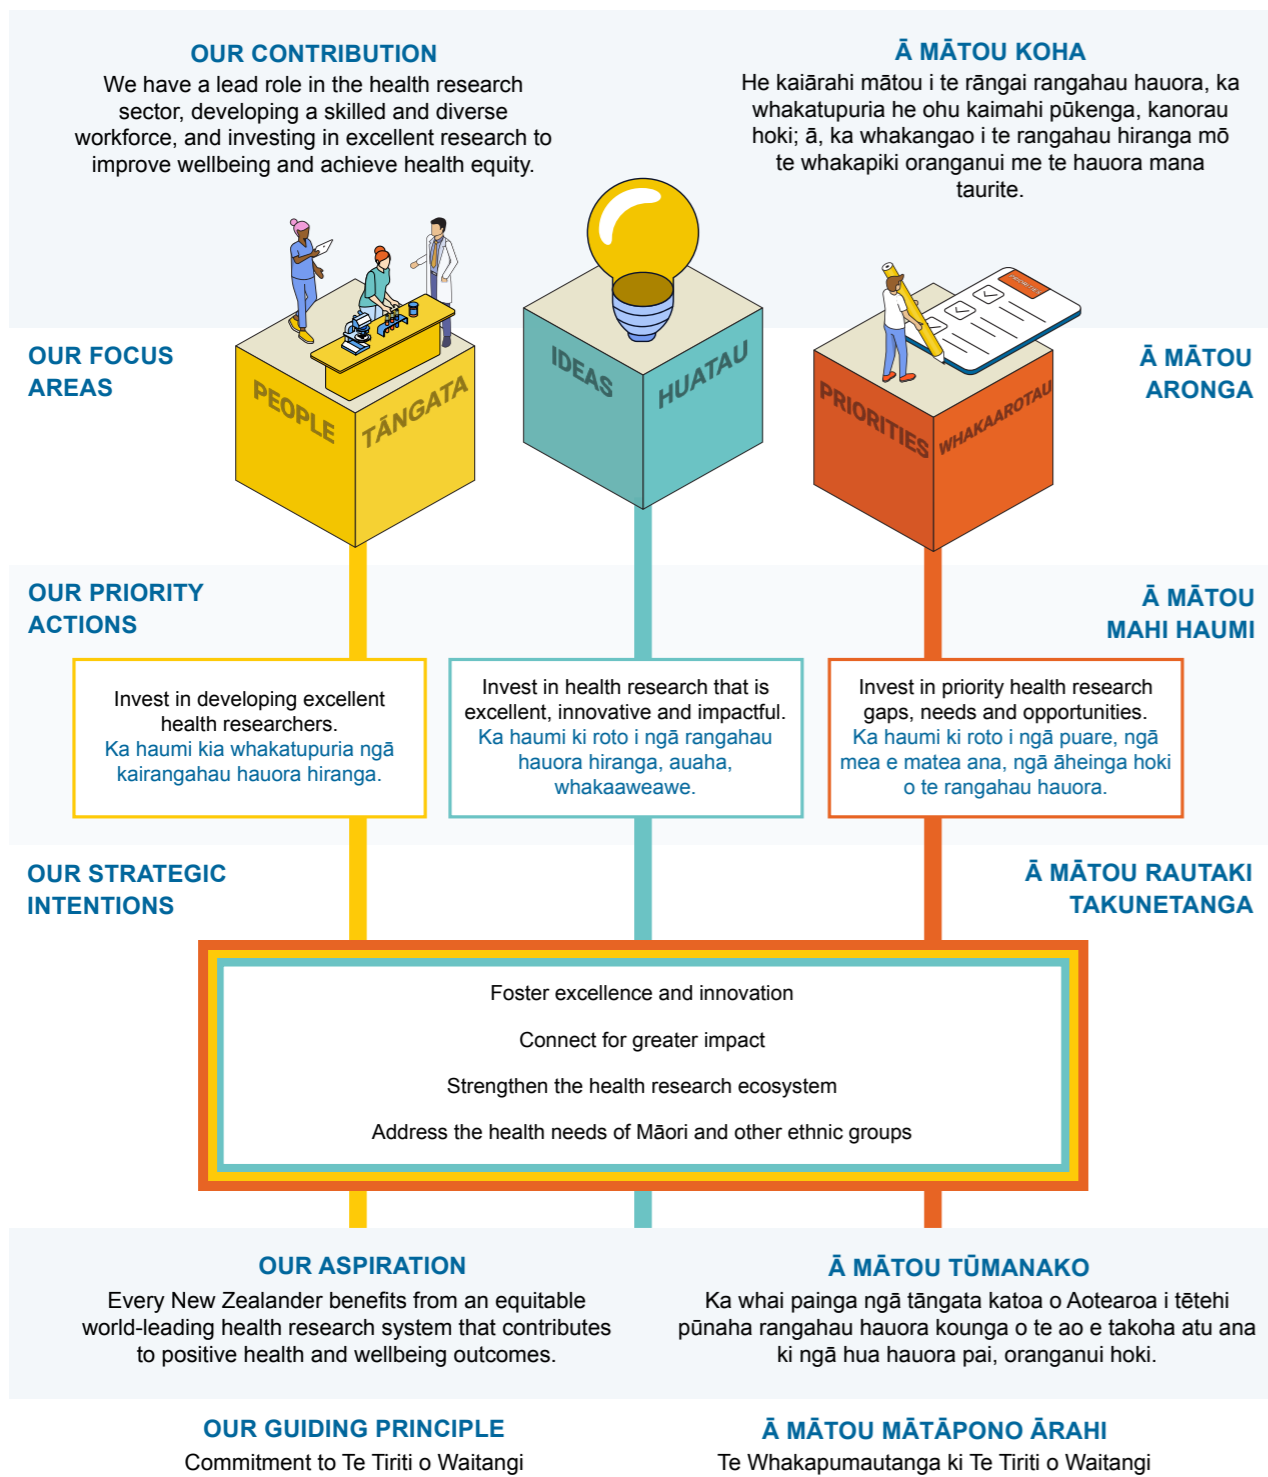 OUR CONTRIBUTION
We have a lead role in the health research
sector, developing a skilled and diverse
workforce, and investing in excellent research to
improve wellbeing and achieve health equity.
Ā MĀTOU KOHA
He kaiārahi mātou i te rāngai rangahau hauora, ka
whakatupuria he ohu kaimahi pūkenga, kanorau
hoki; ā, ka whakangao i te rangahau hiranga mō
te whakapiki oranganui me te hauora mana
taurite.
OUR FOCUS
AREAS
PEOPLE
TĀNGATA
IDEAS
HUATAU
PRIORITIES
PRIORITIES
WHAKAAROTAU
Ā MĀTOU
ARONGA
OUR PRIORITY
ACTIONS
Ā MĀTOU
MAHI HAUMI
Invest in developing excellent
health researchers.
Ka haumi kia whakatupuria ngā
kairangahau hauora hiranga.
Invest in health research that is
excellent, innovative and impactful.
Ka haumi ki roto i ngā rangahau
hauora hiranga, auaha,
whakaaweawe.
Invest in priority health research
gaps, needs and opportunities.
Ka haumi ki roto i ngā puare, ngā
mea e matea ana, ngā āheinga hoki
o te rangahau hauora.
OUR STRATEGIC
INTENTIONS
Ā MĀTOU RAUTAKI
TAKUNETANGA
Foster excellence and innovation
Connect for greater impact
Strengthen the health research ecosystem
Address the health needs of Māori and other ethnic groups
OUR ASPIRATION
Every New Zealander benefits from an equitable
world-leading health research system that contributes
to positive health and wellbeing outcomes.
Ā MĀTOU TŪMANAKO
Ka whai painga ngā tāngata katoa o Aotearoa i tētehi
pūnaha rangahau hauora kounga o te ao e takoha atu ana
ki ngā hua hauora pai, oranganui hoki.
OUR GUIDING PRINCIPLE
Commitment to Te Tiriti o Waitangi
Ā MĀTOU MĀTĀPONO ĀRAHI
Te Whakapumautanga ki Te Tiriti o Waitangi